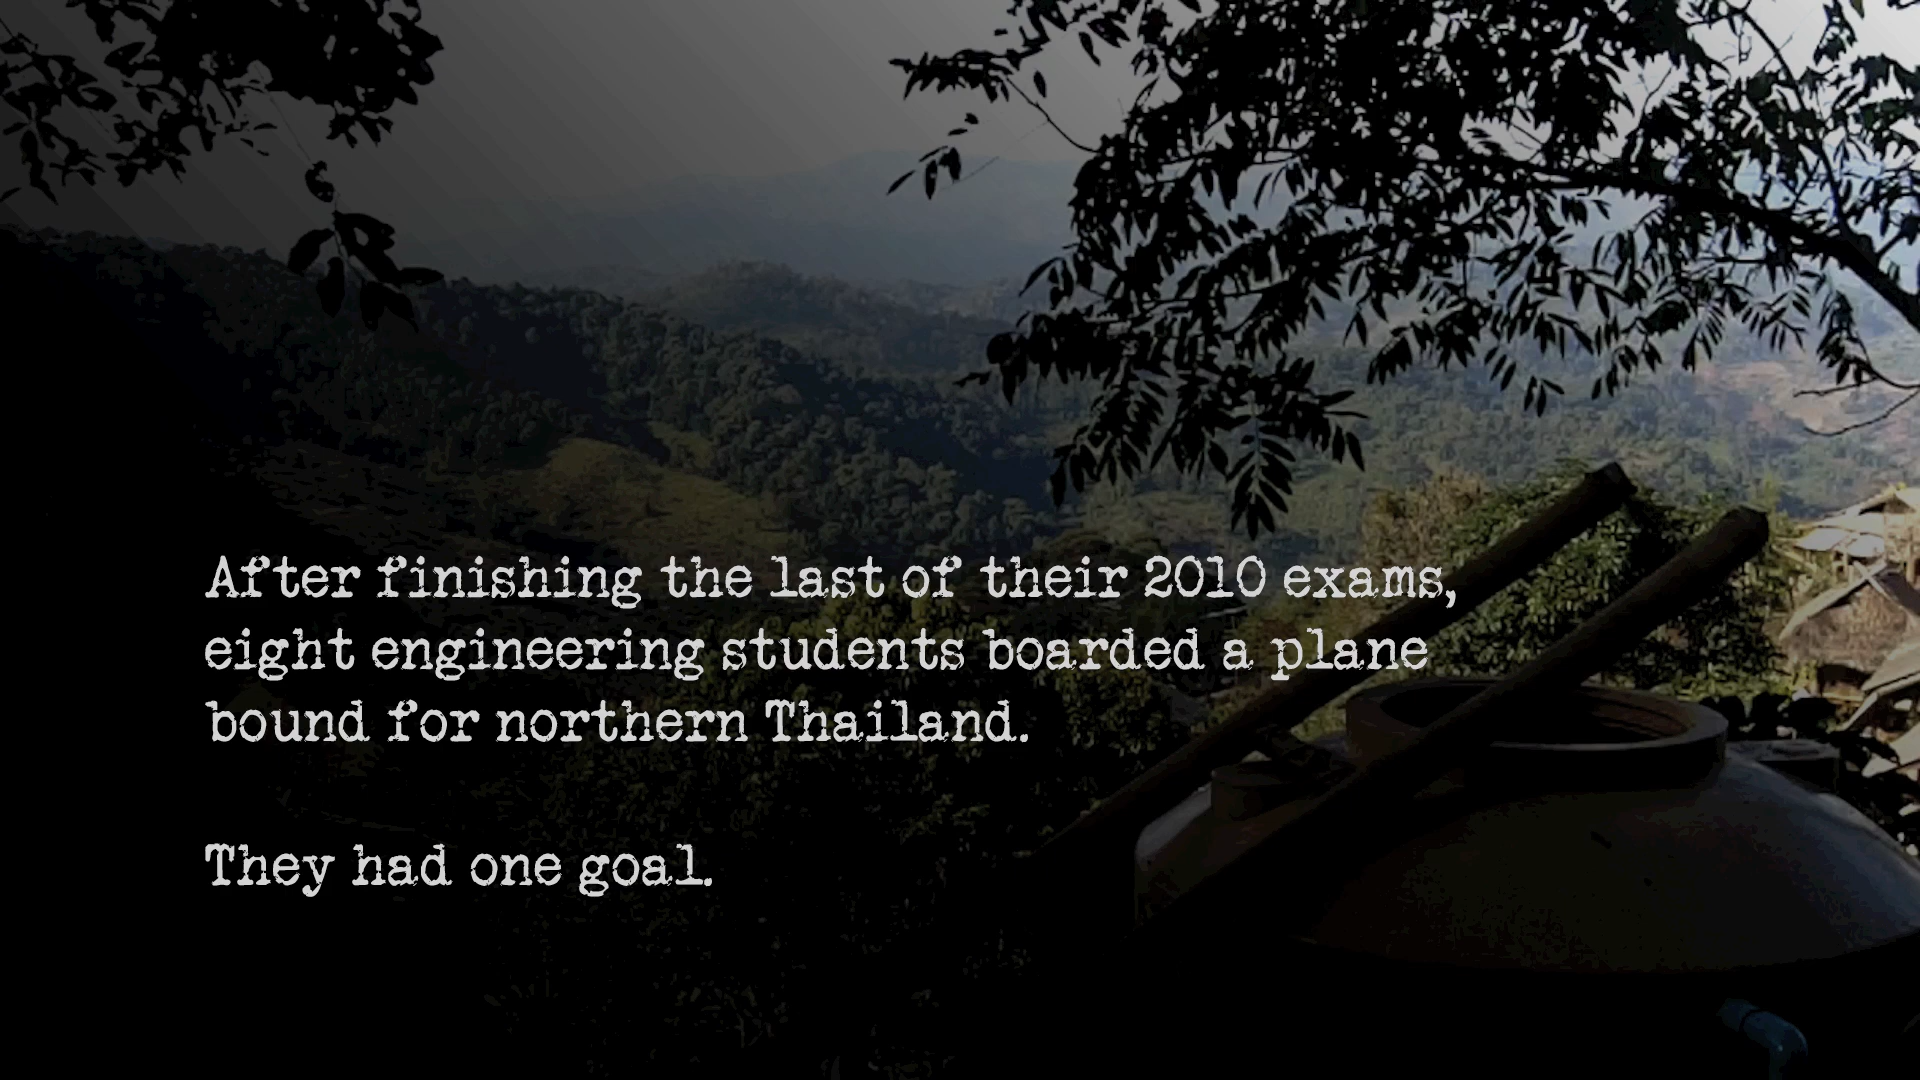 After finishing the last of their 2010 exams,
eight engineering students boarded a plane
bound for northern Thailand.
They had one goal.